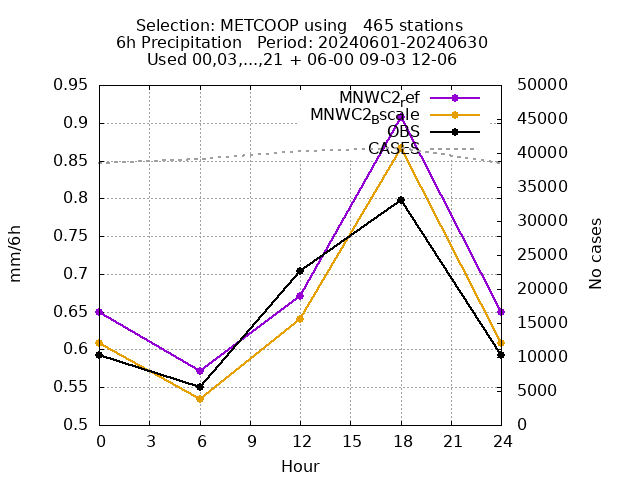 Selection: METCOOP using   465 stations
6h Precipitation   Period: 20240601-20240630
Used 00,03,...,21 + 06-00 09-03 12-06
0.95
0.9
0.85
0.8
0.75
0.7
0.65
0.6
0.55
0.5
50000
45000
40000
35000
30000
25000
20000
15000
10000
5000
0
MNWC2ref
MNWC2Bscale
OBS
CASES
mm/6h
No cases
0 3 6 9 12 15 18 21 24
Hour